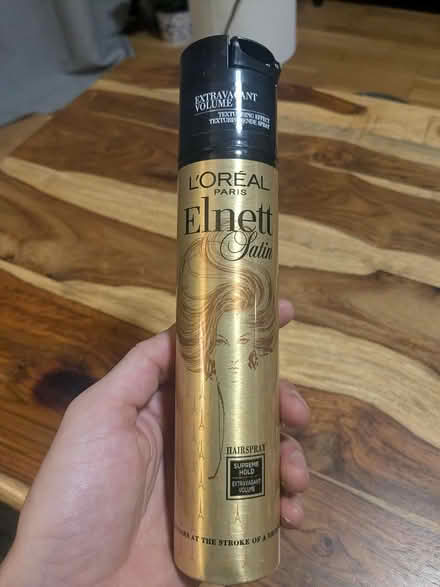 EXTRAVAGANT
VOLUME
TEXTURISING EFFECT
L'ORÉAL
PARIS
Elnett
Satin
HAIRSPRAY
SUPREME
HOLD
EXTRAVAGANT
VOLUME
AT THE STROKE OF A